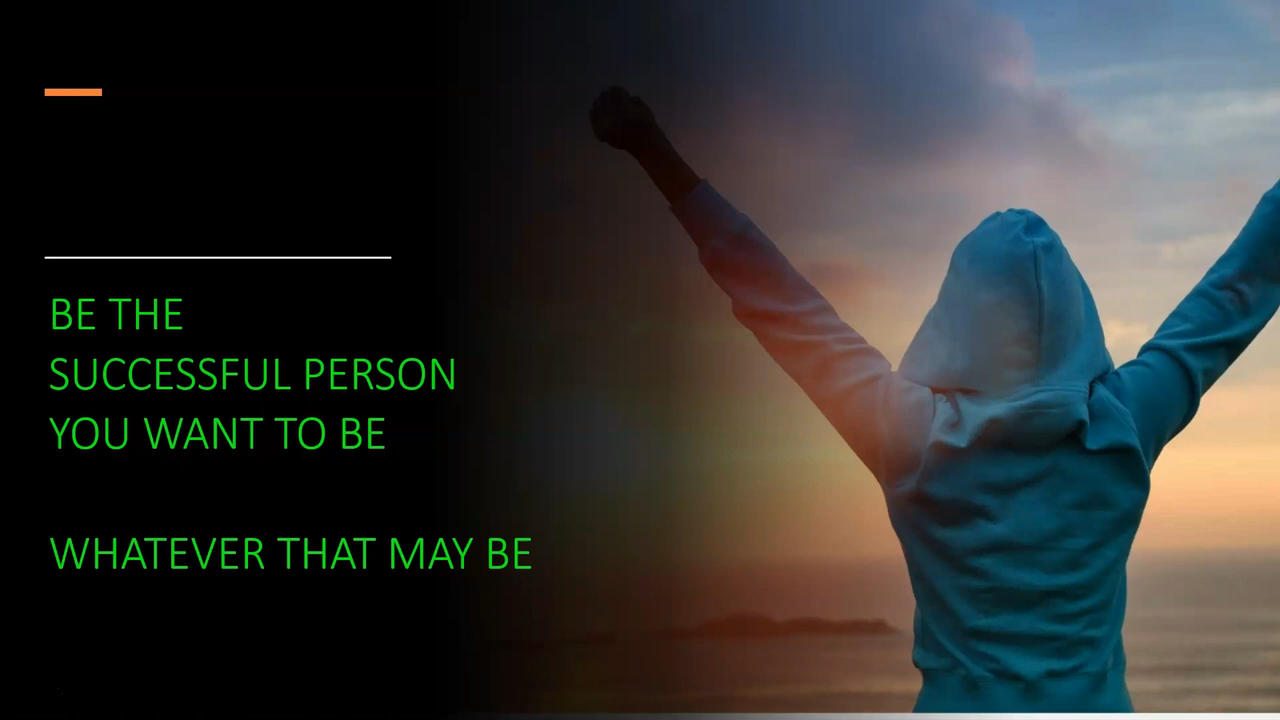 BE THE
SUCCESSFUL PERSON
YOU WANT TO BE
WHATEVER THAT MAY BE